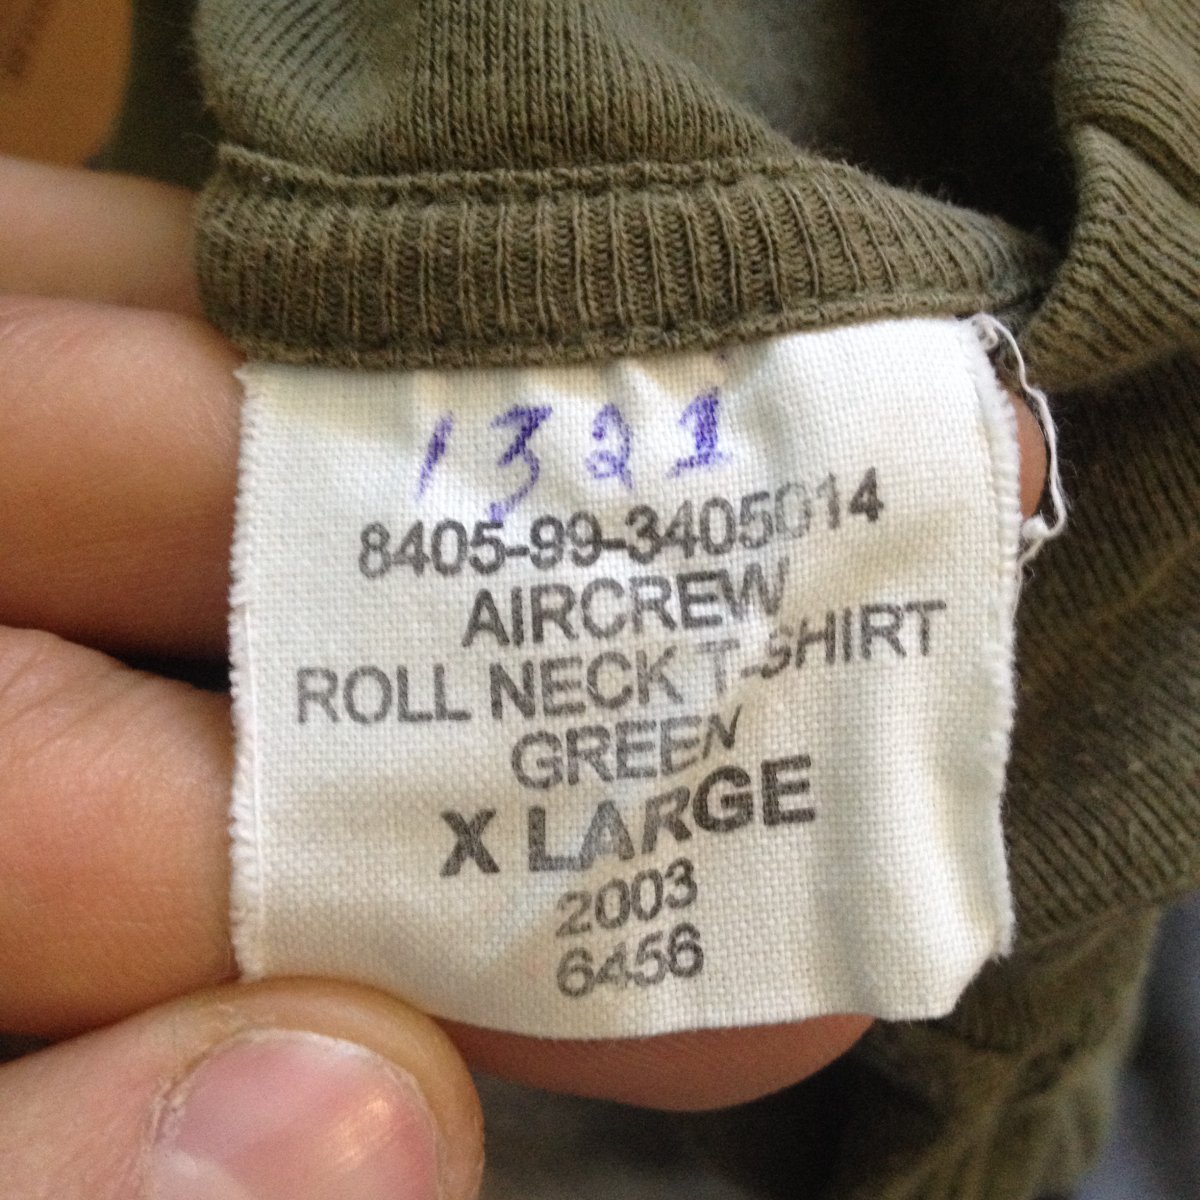 1321
8405-99-3405014
AIRCREW
ROLL NECK T-SHIRT
GREEN
X LARGE
2003
6456